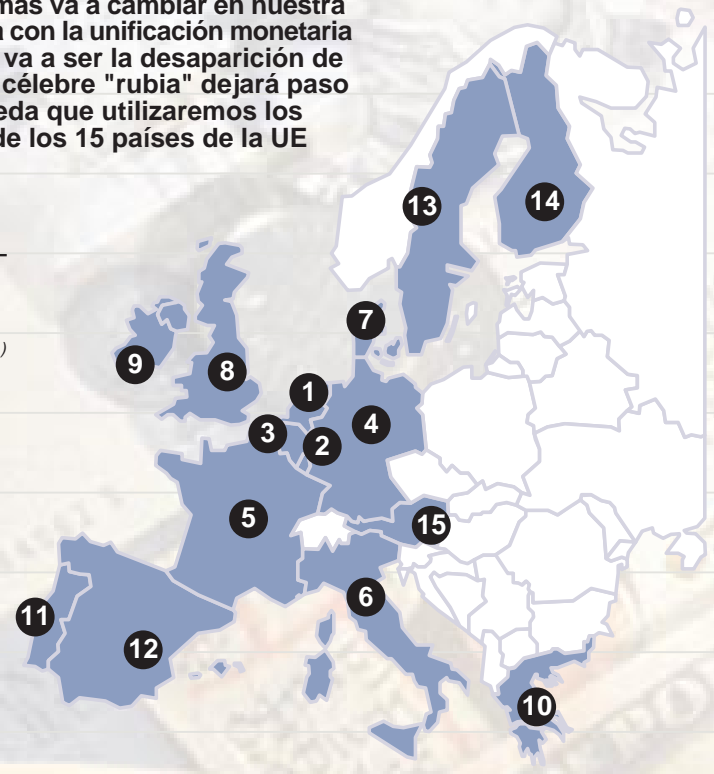 más va a cambiar en nuestra
con la unificación monetaria
va a ser la desaparición de
célebre "rubia" dejará paso
eda que utilizaremos los
de los 15 países de la UE
13
14
7
9
8
1
3
2
4
5
15
6
11
12
10